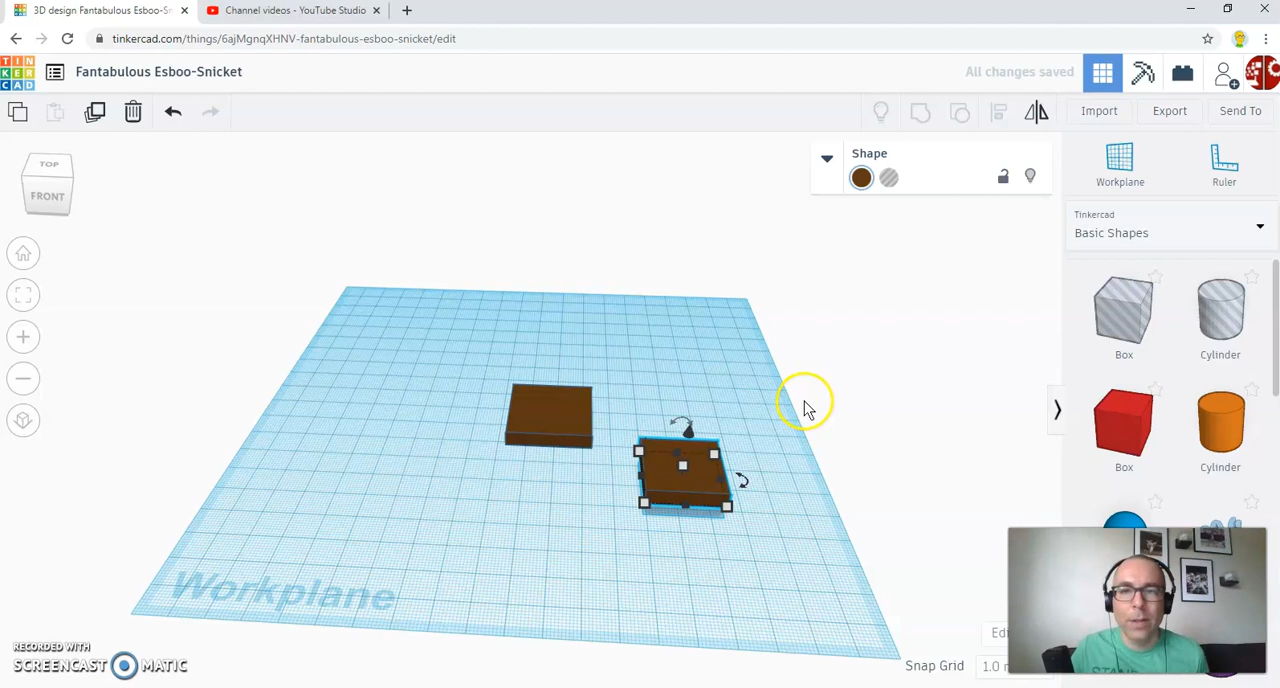 3D design Fantabulous Esboo-Sn
Channel videos - YouTube Studio
tinkercad.com/things/6ajMgnqXHNV-fantabulous-esboo-snicket/edit
TIN
KER
CAD
Fantabulous Esboo-Snicket
All changes saved
Import
Export
Send To
TOP
FRONT
Shape
Workplane
Ruler
Tinkercad
Basic Shapes
Box
Cylinder
Box
Cylinder
Workplane
Snap Grid
1.0
RECORDED WITH
SCREENCAST MATIC